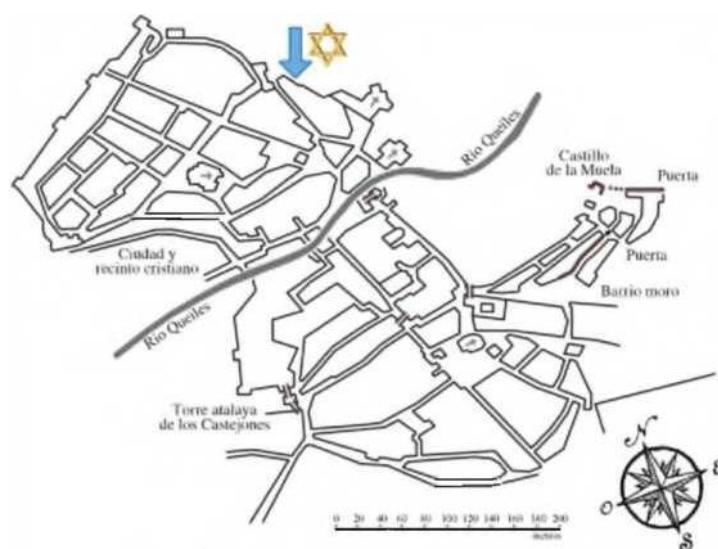 Río Queiles
Castillo
de la Muela
Puerta
Puerta
Barrio moro
Ciudad y
recinto cristiano
Río Queiles
Torre atalaya
de los Castejones
N
E
O
S
0 20 40 60 80 100 120 140 160 180 200
metros